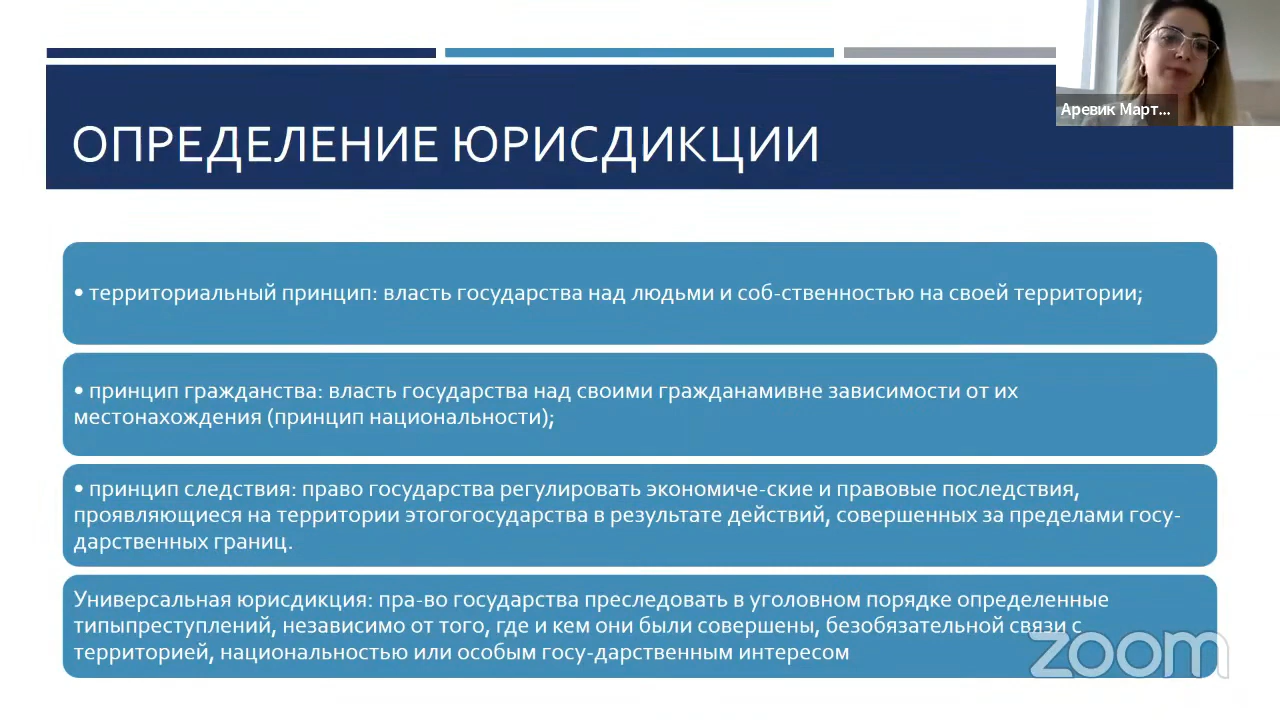 Аревик Март...
ОПРЕДЕЛЕНИЕ ЮРИСДИКЦИИ
• территориальный принцип: власть государства над людьми и соб-ственностью на своей территории;
• принцип гражданства: власть государства над своими гражданамивне зависимости от их
местонахождения (принцип национальности);
• принцип следствия: право государства регулировать экономиче-ские и правовые последствия,
проявляющиеся на территории этогогосударства в результате действий, совершенных за пределами госу-
дарственных границ.
Универсальная юрисдикция: пра-во государства преследовать в уголовном порядке определенные
типыпреступлений, независимо от того, где и кем они были совершены, безобязательной связи с
территорией, национальностью или особым госу-дарственным интересом
zoom